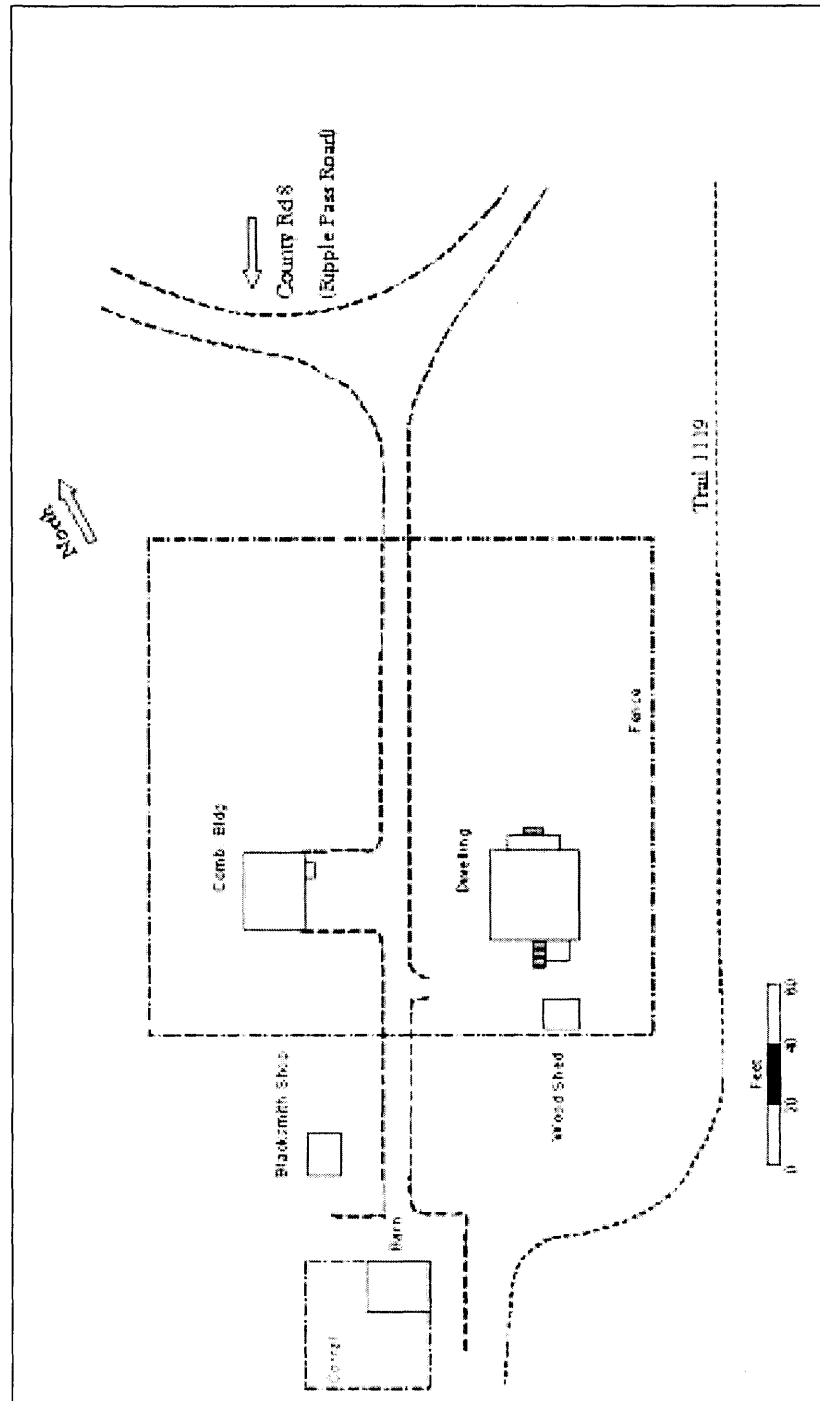 North
County Rd 8
(Ripple Pass Road)
Trail 1119
Comb. Bldg
Dwelling
Fence
Blacksmith Shop
Wood Shed
Barn
Corral
Feet
0 20 40 60